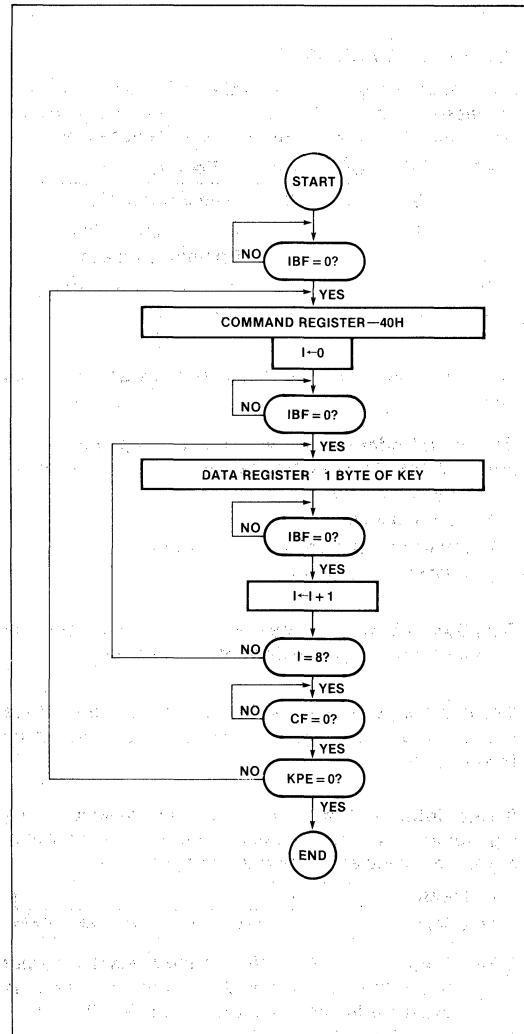 START
NO
IBF = 0?
YES
COMMAND REGISTER—40H
I←0
NO
IBF = 0?
YES
DATA REGISTER 1 BYTE OF KEY
NO
IBF = 0?
YES
I←I + 1
NO
I = 8?
YES
NO
CF = 0?
YES
NO
KPE = 0?
YES
END